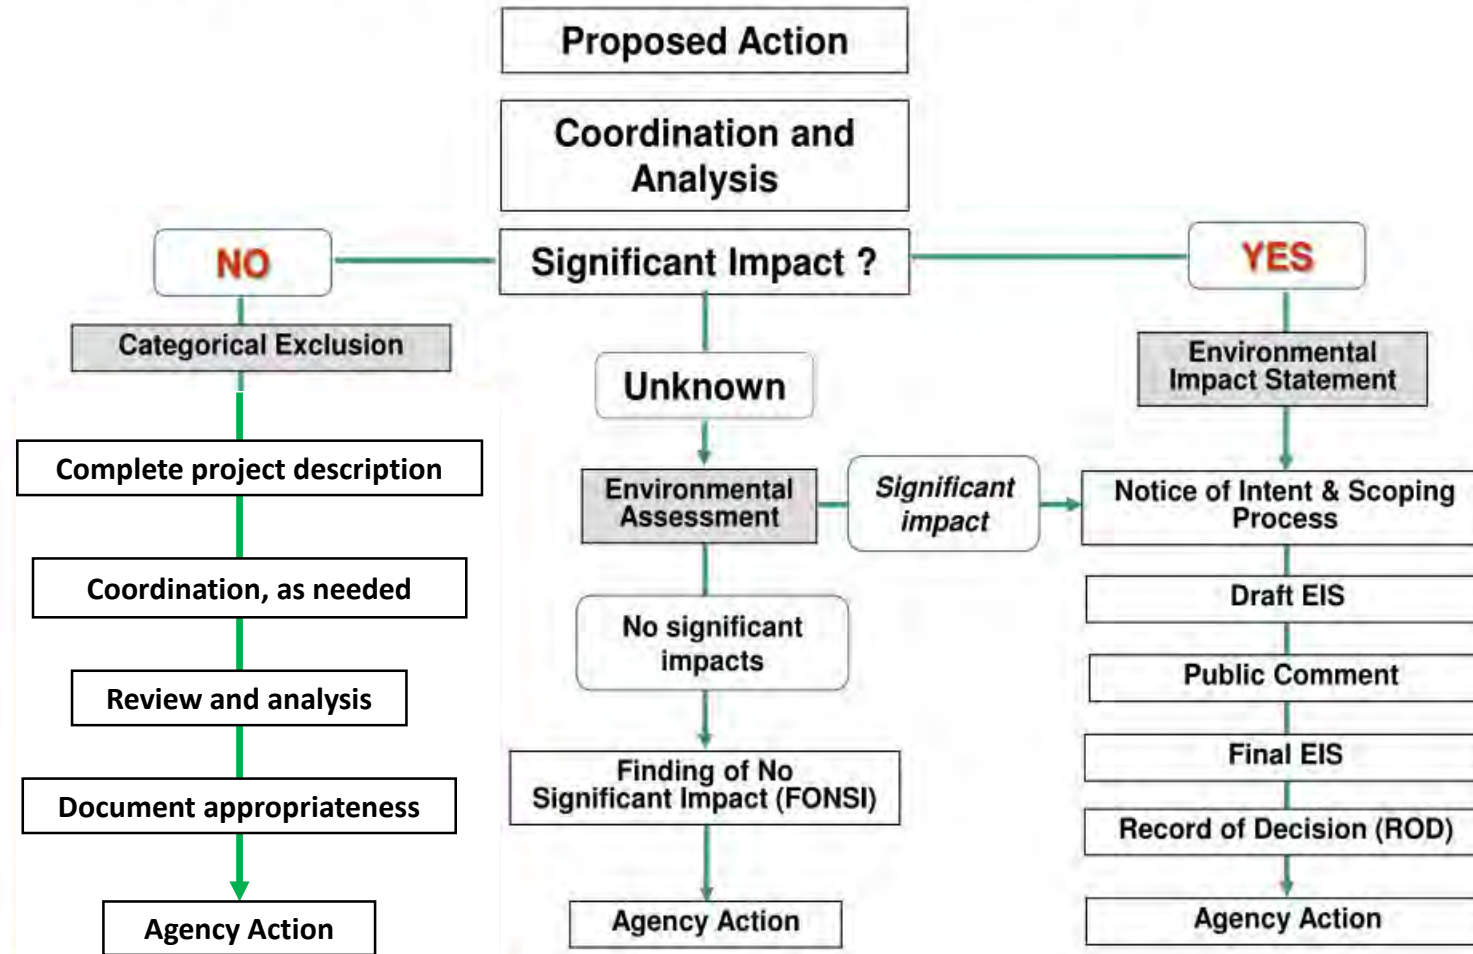 Proposed Action
Coordination and
Analysis
NO
Significant Impact ?
YES
Categorical Exclusion
Complete project description
Coordination, as needed
Review and analysis
Document appropriateness
Agency Action
Unknown
Environmental
Assessment
Significant
impact
No significant
impacts
Finding of No
Significant Impact (FONSI)
Agency Action
Environmental
Impact Statement
Notice of Intent & Scoping
Process
Draft EIS
Public Comment
Final EIS
Record of Decision (ROD)
Agency Action